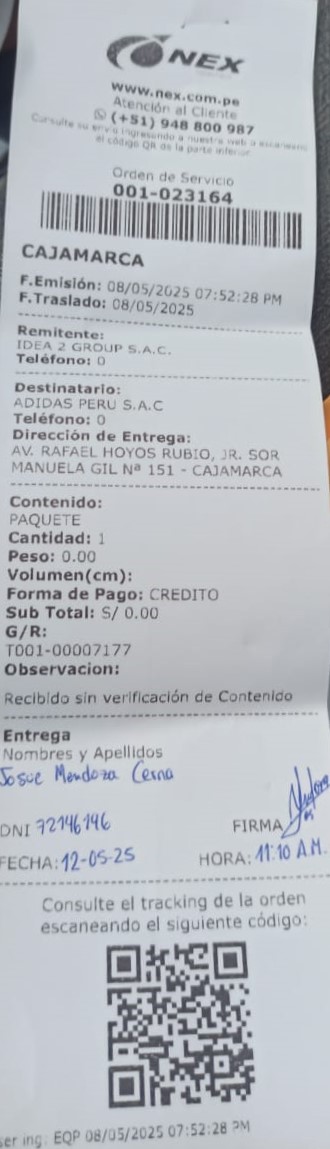 NEX
www.nex.com.pe
Atención al Cliente
(+51) 948 800 987
Consulte su envío ingresando a nuestra web o escaneando
el código QR de la parte inferior
Orden de Servicio
001-023164
CAJAMARCA
F.Emisión: 08/05/2025 07:52:28 PM
F.Traslado: 08/05/2025
Remitente:
IDEA 2 GROUP S.A.C.
Teléfono: 0
Destinatario:
ADIDAS PERU S.A.C
Teléfono: 0
Dirección de Entrega:
AV. RAFAEL HOYOS RUBIO, JR. SOR
MANUELA GIL Nª 151 - CAJAMARCA
Contenido:
PAQUETE
Cantidad: 1
Peso: 0.00
Volumen(cm):
Forma de Pago: CREDITO
Sub Total: S/ 0.00
G/R:
T001-00007177
Observacion:
Recibido sin verificación de Contenido
Entrega
Nombres y Apellidos
Josue Mendoza Cerna
DNI 72746146 FIRMA
FECHA: 12-05-25 HORA: 11:10 A.M.
Consulte el tracking de la orden
escaneando el siguiente código:
ser ing: EQP 08/05/2025 07:52:28 PM